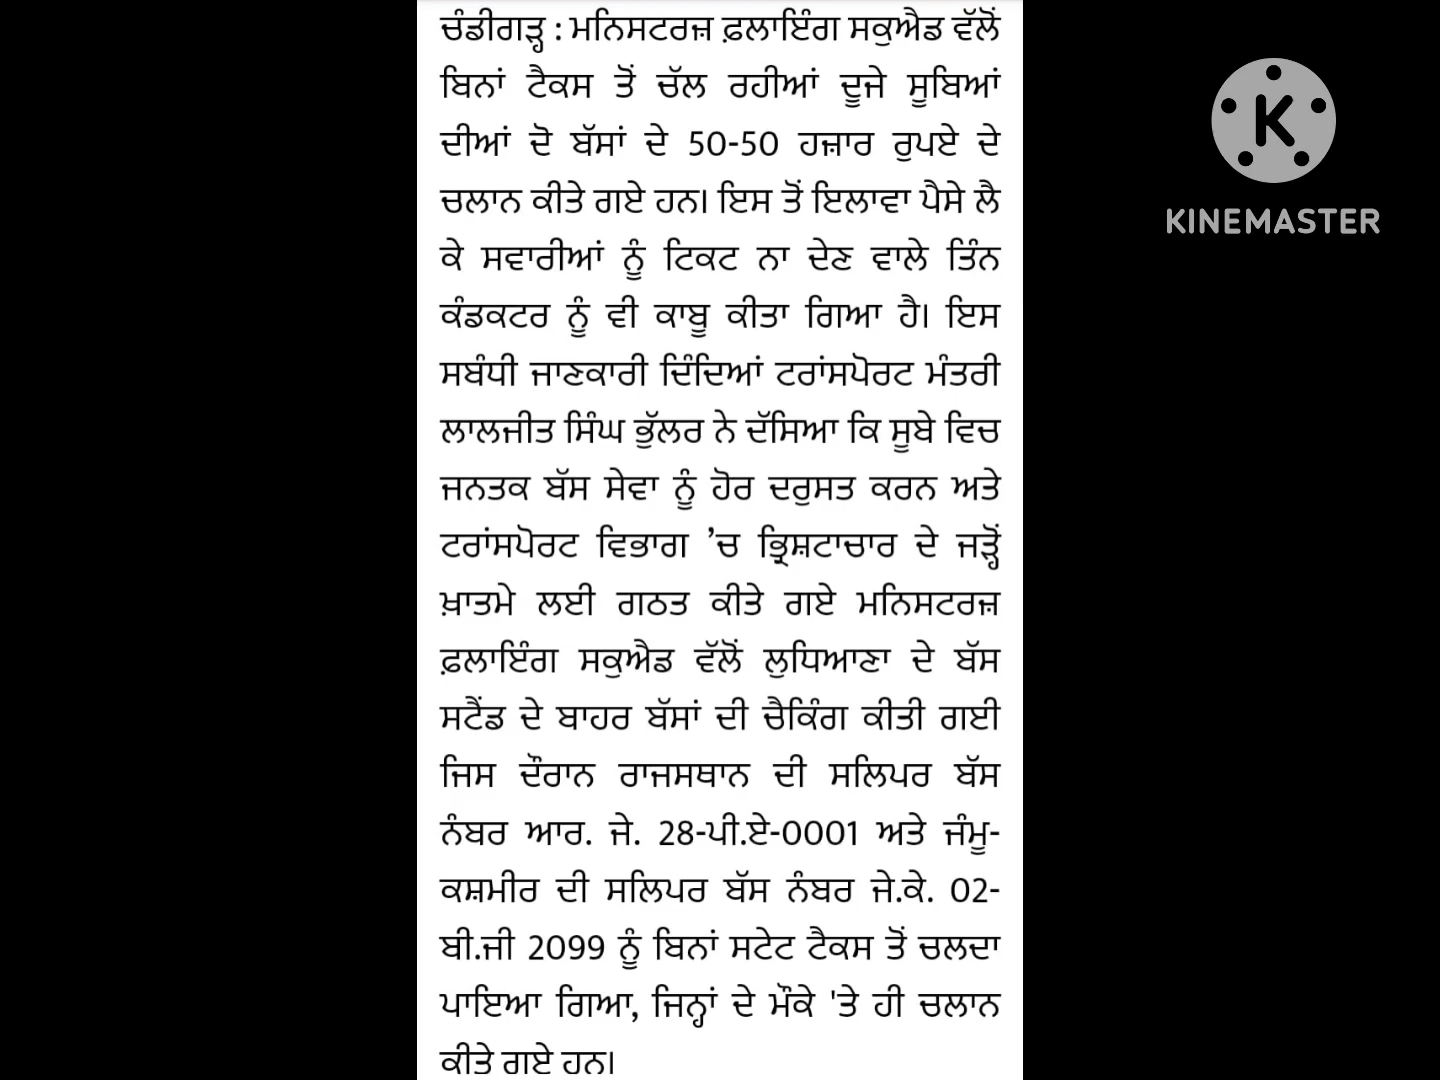 ਚੰਡੀਗੜ੍ਹ : ਮਨਿਸਟਰਜ਼ ਫ਼ਲਾਇੰਗ ਸਕੁਐਡ ਵੱਲੋਂ
ਬਿਨਾਂ ਟੈਕਸ ਤੋਂ ਚੱਲ ਰਹੀਆਂ ਦੂਜੇ ਸੂਬਿਆਂ
ਦੀਆਂ ਦੋ ਬੱਸਾਂ ਦੇ 50-50 ਹਜ਼ਾਰ ਰੁਪਏ ਦੇ
ਚਲਾਨ ਕੀਤੇ ਗਏ ਹਨ। ਇਸ ਤੋਂ ਇਲਾਵਾ ਪੈਸੇ ਲੈ
ਕੇ ਸਵਾਰੀਆਂ ਨੂੰ ਟਿਕਟ ਨਾ ਦੇਣ ਵਾਲੇ ਤਿੰਨ
ਕੰਡਕਟਰ ਨੂੰ ਵੀ ਕਾਬੂ ਕੀਤਾ ਗਿਆ ਹੈ। ਇਸ
ਸਬੰਧੀ ਜਾਣਕਾਰੀ ਦਿੰਦਿਆਂ ਟਰਾਂਸਪੋਰਟ ਮੰਤਰੀ
ਲਾਲਜੀਤ ਸਿੰਘ ਭੁੱਲਰ ਨੇ ਦੱਸਿਆ ਕਿ ਸੂਬੇ ਵਿਚ
ਜਨਤਕ ਬੱਸ ਸੇਵਾ ਨੂੰ ਹੋਰ ਦਰੁਸਤ ਕਰਨ ਅਤੇ
ਟਰਾਂਸਪੋਰਟ ਵਿਭਾਗ ’ਚ ਭ੍ਰਿਸ਼ਟਾਚਾਰ ਦੇ ਜੜ੍ਹੋਂ
ਖ਼ਾਤਮੇ ਲਈ ਗਠਤ ਕੀਤੇ ਗਏ ਮਨਿਸਟਰਜ਼
ਫ਼ਲਾਇੰਗ ਸਕੁਐਡ ਵੱਲੋਂ ਲੁਧਿਆਣਾ ਦੇ ਬੱਸ
ਸਟੈਂਡ ਦੇ ਬਾਹਰ ਬੱਸਾਂ ਦੀ ਚੈਕਿੰਗ ਕੀਤੀ ਗਈ
ਜਿਸ ਦੌਰਾਨ ਰਾਜਸਥਾਨ ਦੀ ਸਲਿਪਰ ਬੱਸ
ਨੰਬਰ ਆਰ. ਜੇ. 28-ਪੀ.ਏ-0001 ਅਤੇ ਜੰਮੂ-
ਕਸ਼ਮੀਰ ਦੀ ਸਲਿਪਰ ਬੱਸ ਨੰਬਰ ਜੇ.ਕੇ. 02-
ਬੀ.ਜੀ 2099 ਨੂੰ ਬਿਨਾਂ ਸਟੇਟ ਟੈਕਸ ਤੋਂ ਚਲਦਾ
ਪਾਇਆ ਗਿਆ, ਜਿਨ੍ਹਾਂ ਦੇ ਮੌਕੇ 'ਤੇ ਹੀ ਚਲਾਨ
ਕੀਤੇ ਗਏ ਹਨ।
K
KINEMASTER